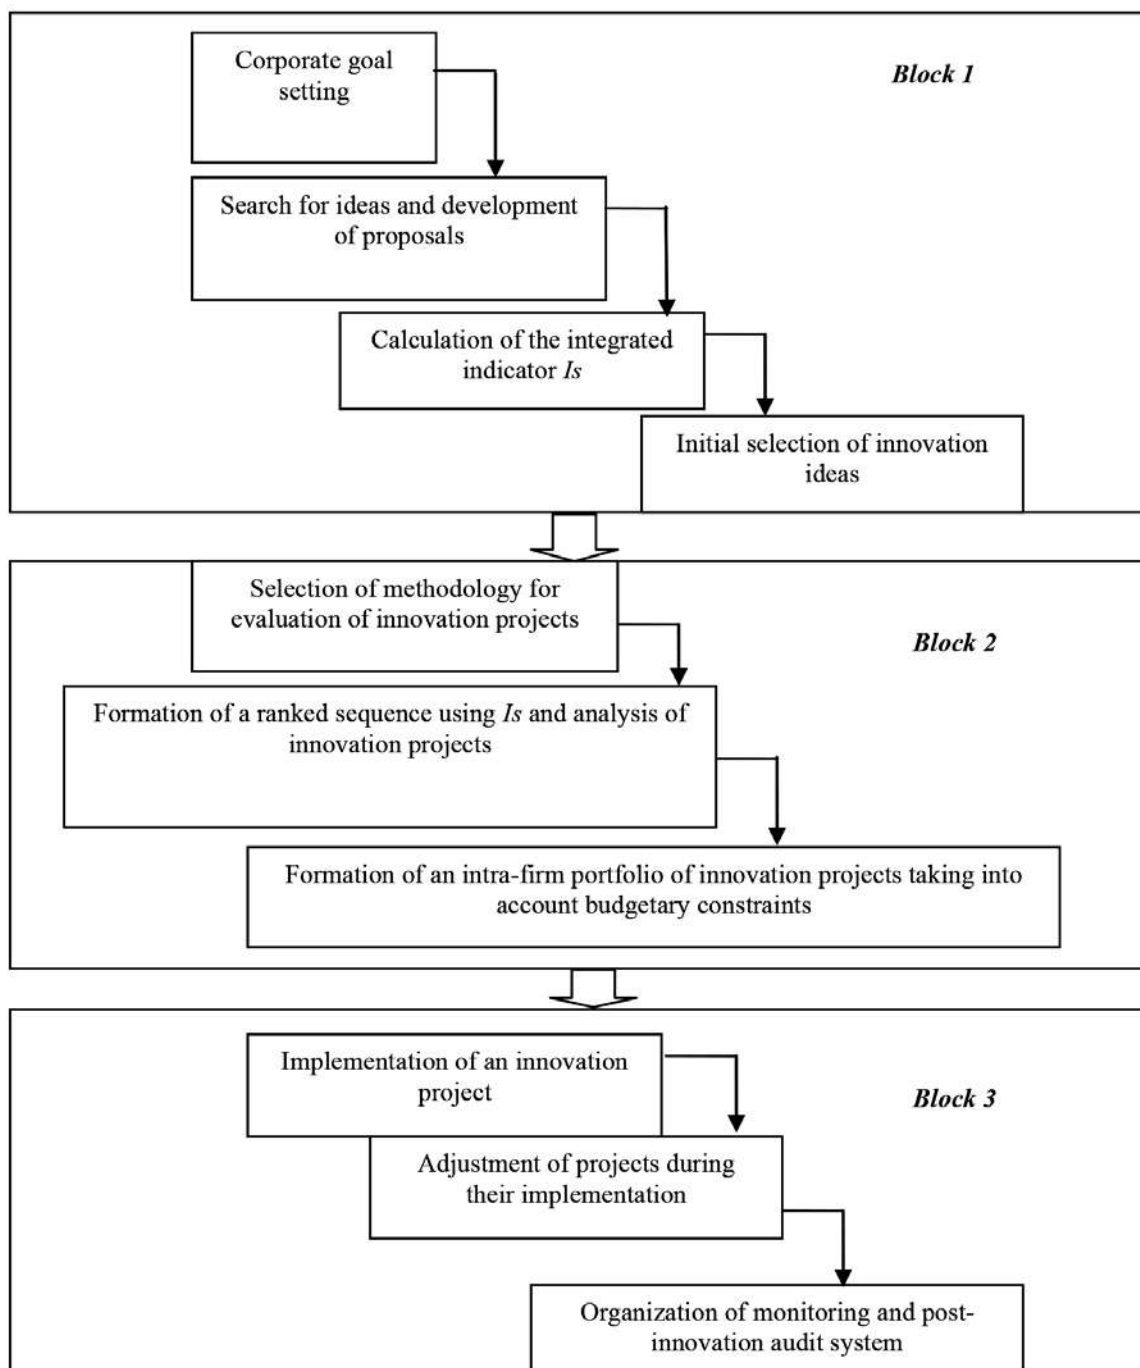 Corporate goal
setting
Block 1
Search for ideas and development
of proposals
Calculation of the integrated
indicator Is
Initial selection of innovation
ideas
Selection of methodology for
evaluation of innovation projects
Block 2
Formation of a ranked sequence using Is and analysis of
innovation projects
Formation of an intra-firm portfolio of innovation projects taking into
account budgetary constraints
Implementation of an innovation
project
Block 3
Adjustment of projects during
their implementation
Organization of monitoring and post-
innovation audit system